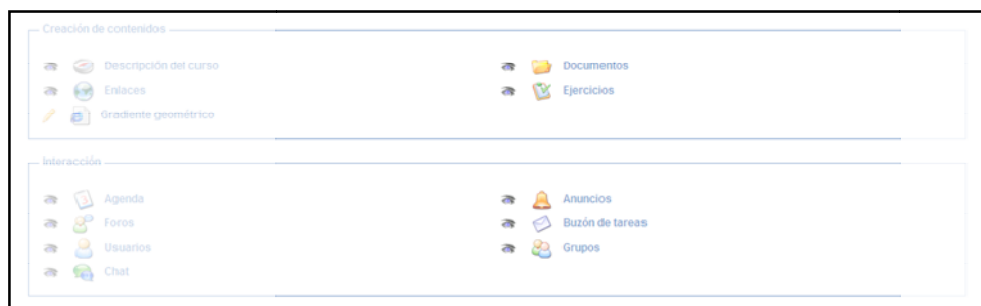 Creación de contenidos
Descripción del curso
Documentos
Enlaces
Ejercicios
Gradiente geométrico
Interacción
Agenda
Anuncios
Foros
Buzón de tareas
Usuarios
Grupos
Chat